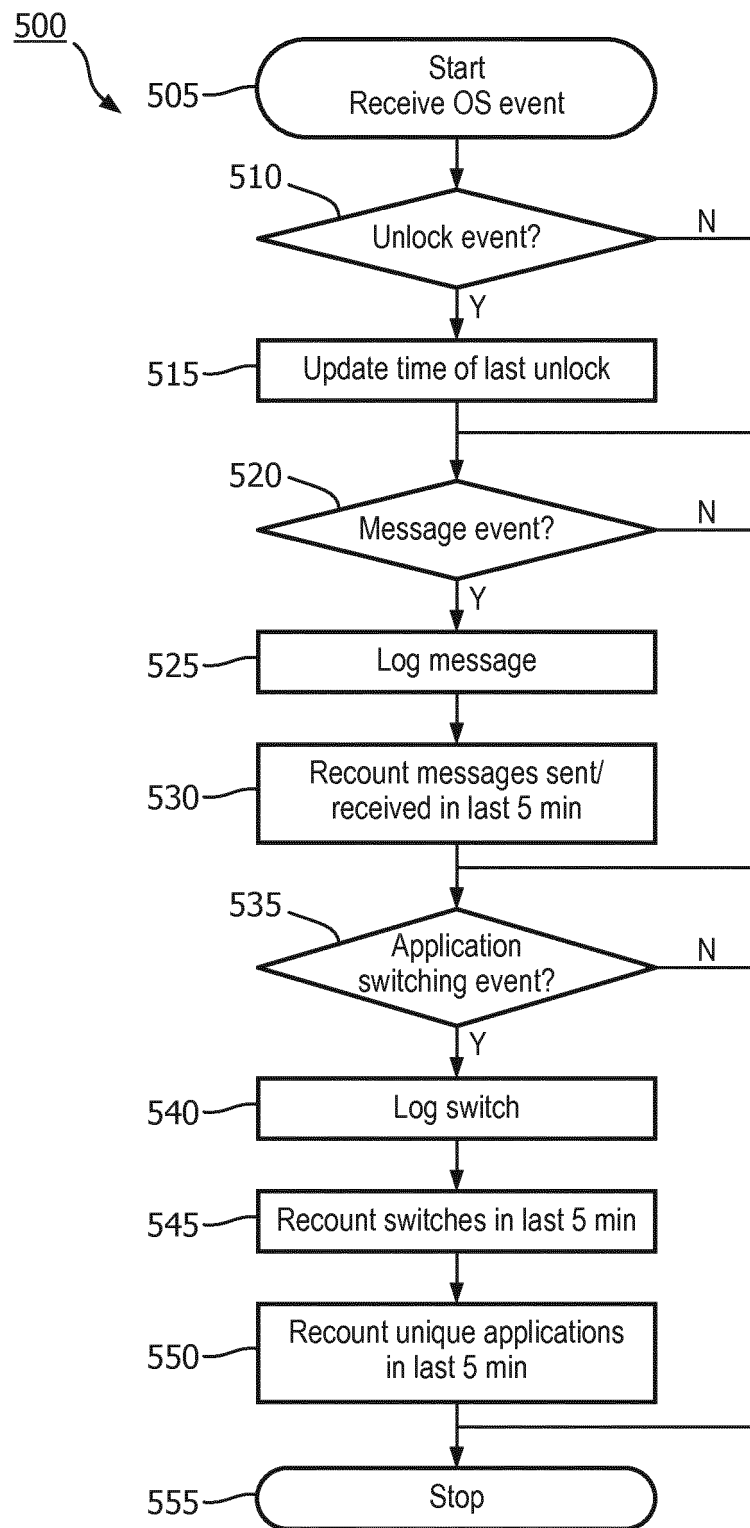 500
505
Start
Receive OS event
510
Unlock event?
N
Y
515
Update time of last unlock
520
Message event?
N
Y
525
Log message
530
Recount messages sent/
received in last 5 min
535
Application
switching event?
N
Y
540
Log switch
545
Recount switches in last 5 min
550
Recount unique applications
in last 5 min
555
Stop